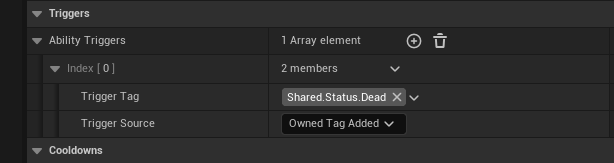 Triggers
Ability Triggers 1 Array element
Index [ 0 ] 2 members
Trigger Tag Shared.Status.Dead
Trigger Source Owned Tag Added
Cooldowns